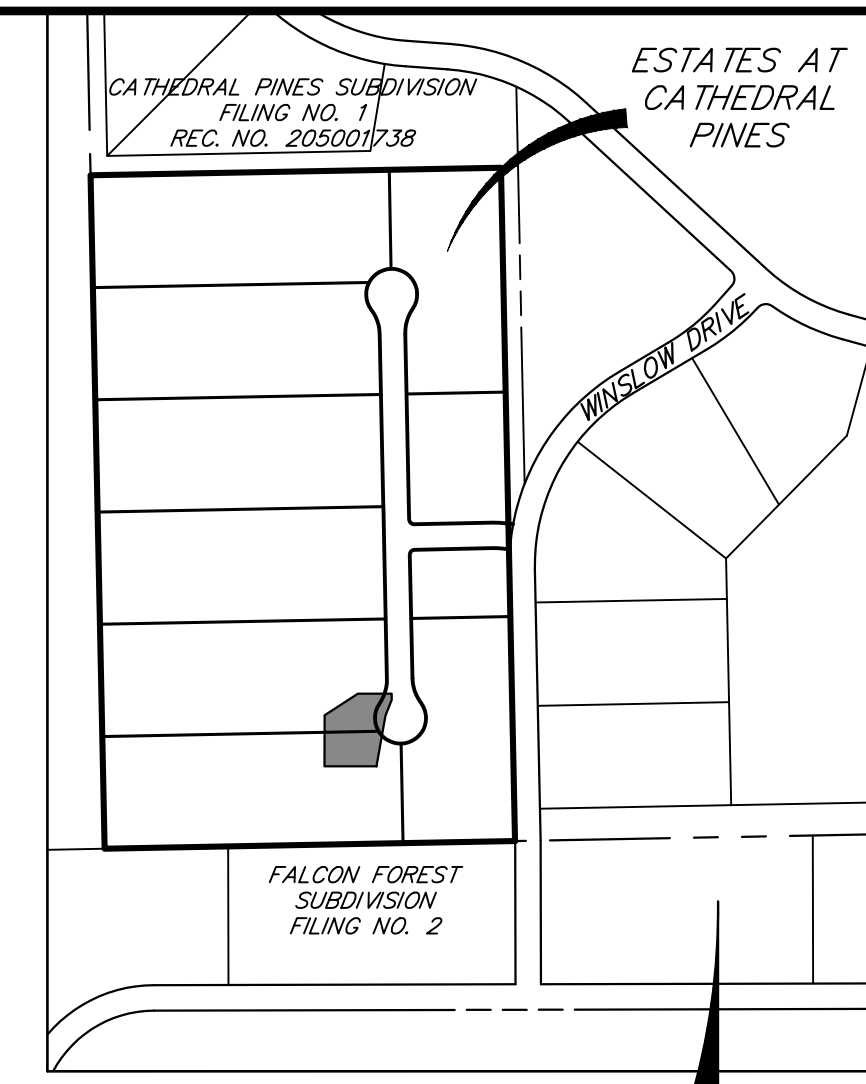 ESTATES AT
CATHEDRAL
PINES
CATHEDRAL PINES SUBDIVISION
FILING NO. 1
REC. NO. 205001738
WINSLOW DRIVE
FALCON FOREST
SUBDIVISION
FILING NO. 2